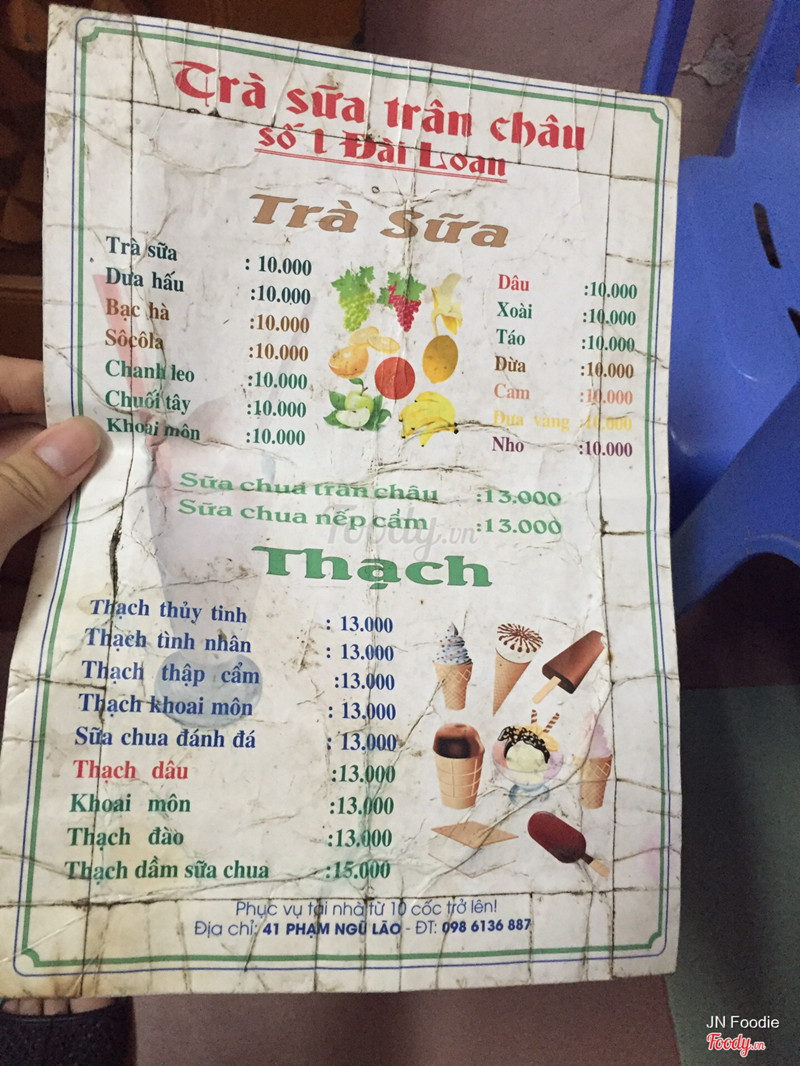 Trà sữa trân châu
số 1 Đài Loan
Trà Sữa
Trà sữa : 10.000
Dưa hấu :10.000
Bạc hà :10.000
Sôcôla :10.000
Chanh leo :10.000
Chuối tây :10.000
Khoai môn :10.000
Dâu :10.000
Xoài :10.000
Táo :10.000
Dừa :10.000
Cam :10.000
Dưa vàng :10.000
Nho :10.000
Sữa chua trân châu :13.000
Sữa chua nếp cẩm :13.000
Foody.vn
Thạch
Thạch thủy tinh : 13.000
Thạch tình nhân : 13.000
Thạch thập cẩm :13.000
Thạch khoai môn : 13.000
Sữa chua đánh đá : 13.000
Thạch dâu :13.000
Khoai môn :13.000
Thạch đào :13.000
Thạch dầm sữa chua :15.000
Phục vụ tại nhà từ 10 cốc trở lên!
Địa chỉ: 41 PHẠM NGŨ LÃO - ĐT: 098 6136 887
JN Foodie
Foody.vn